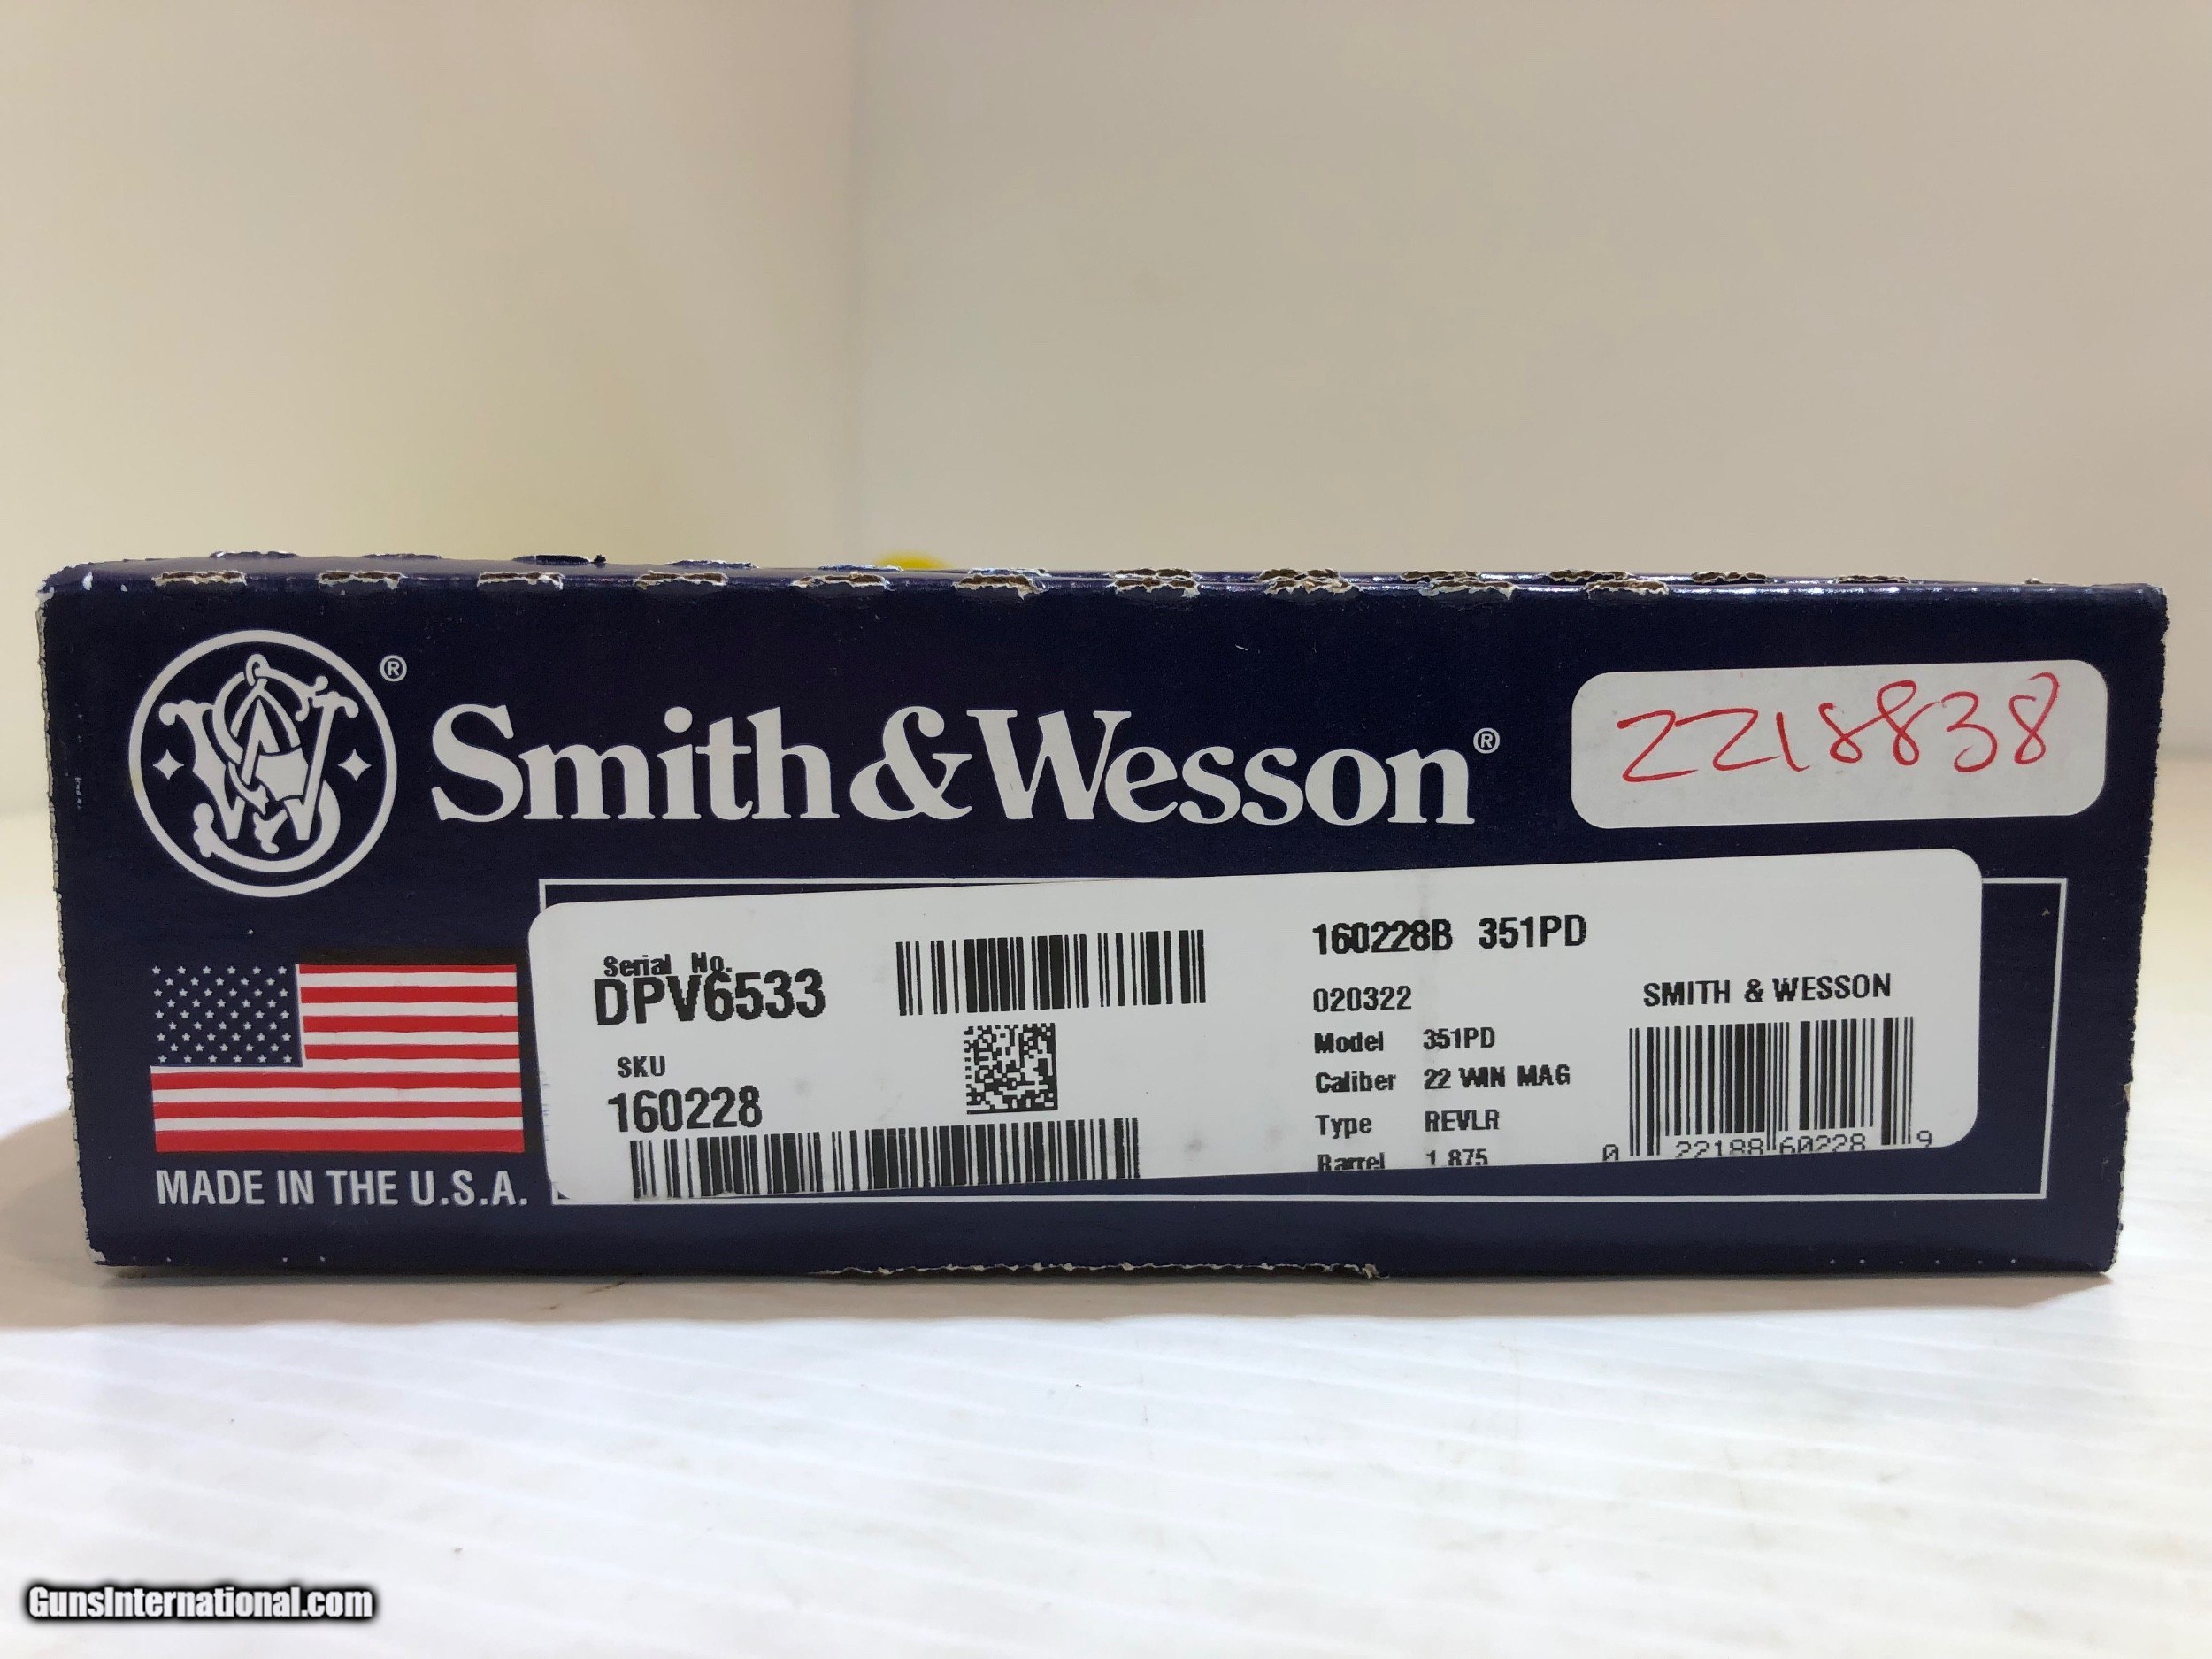 ®
Smith & Wesson®
2218838
Serial No.
DPV6533
SKU
160228
160228B 351PD
020322
Model 351PD
Caliber 22 WIN MAG
Type REVLR
Barrel 1.875
SMITH & WESSON
0 22188 60228 9
MADE IN THE U.S.A.
GunsInternational.com